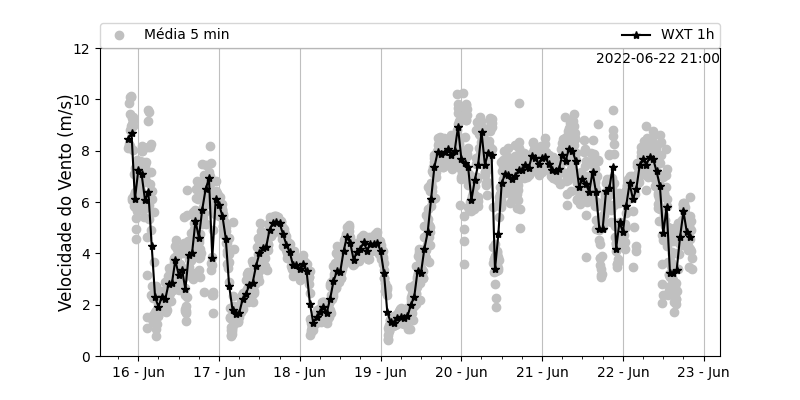 Média 5 min
WXT 1h
2022-06-22 21:00
Velocidade do Vento (m/s)
12
10
8
6
4
2
0
16 - Jun 17 - Jun 18 - Jun 19 - Jun 20 - Jun 21 - Jun 22 - Jun 23 - Jun